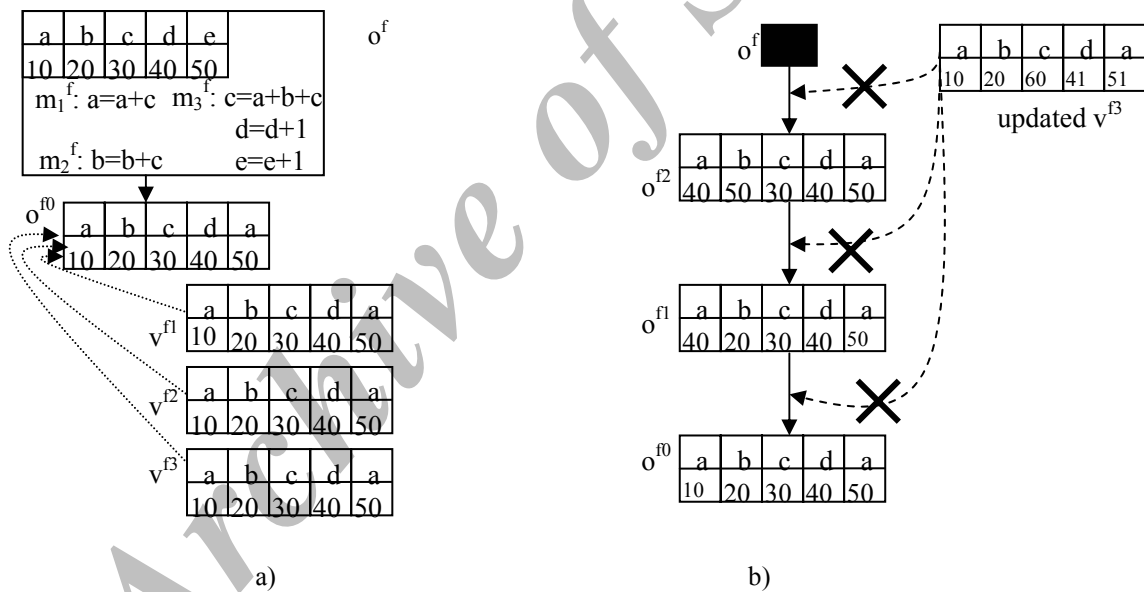 a b c d e
10 20 30 40 50
o^f
m_1^f: a=a+c m_3^f: c=a+b+c
d=d+1
m_2^f: b=b+c e=e+1
o^f0
a b c d a
10 20 30 40 50
v^f1
a b c d a
10 20 30 40 50
v^f2
a b c d a
10 20 30 40 50
v^f3
a b c d a
10 20 30 40 50
a)
o^f
a b c d a
10 20 60 41 51
updated v^f3
o^f2
a b c d a
40 50 30 40 50
o^f1
a b c d a
40 20 30 40 50
o^f0
a b c d a
10 20 30 40 50
b)
Archive of S